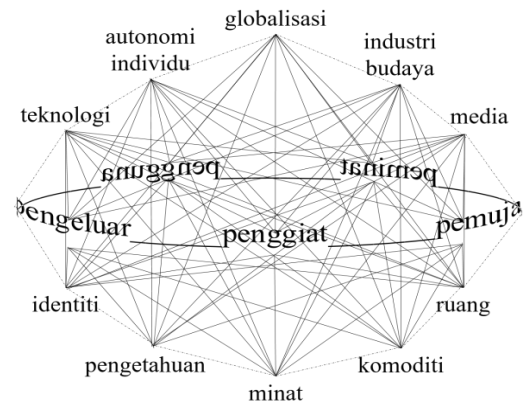 globalisasi
autonomi
individu
industri
budaya
teknologi
media
pengguna
peminat
pengeluar
penggiat
pemuja
identiti
ruang
pengetahuan
komoditi
minat